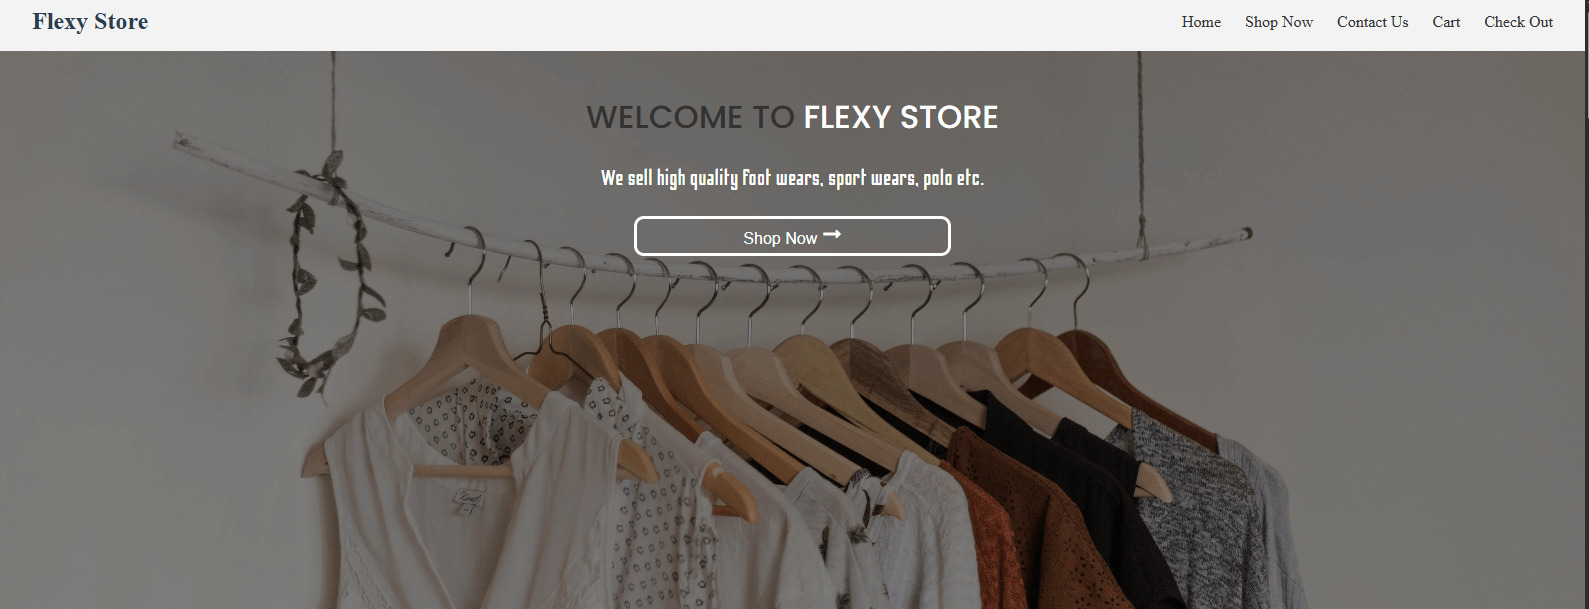 Flexy Store
Home Shop Now Contact Us Cart Check Out
WELCOME TO FLEXY STORE
We sell high quality foot wears, sport wears, polo etc.
Shop Now